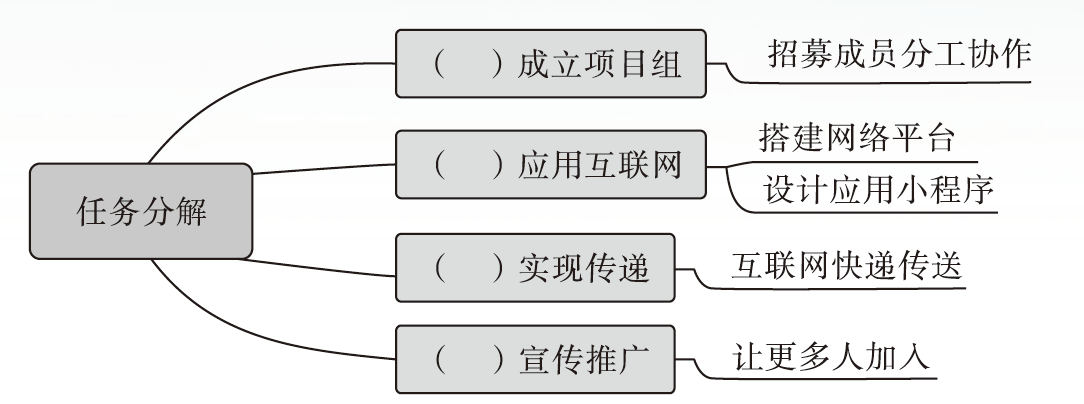 任务分解
（ ）成立项目组
招募成员分工协作
（ ）应用互联网
搭建网络平台
设计应用小程序
（ ）实现传递
互联网快递传送
（ ）宣传推广
让更多人加入